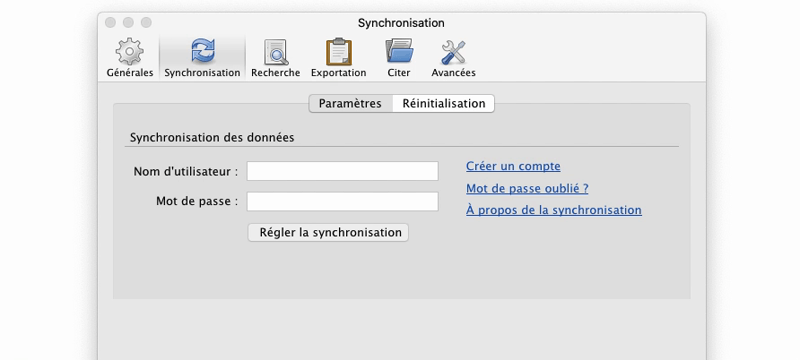 Synchronisation
Générales Synchronisation Recherche Exportation Citer Avancées
Paramètres Réinitialisation
Synchronisation des données
Nom d'utilisateur : Créer un compte
Mot de passe oublié ?
Mot de passe : À propos de la synchronisation
Régler la synchronisation